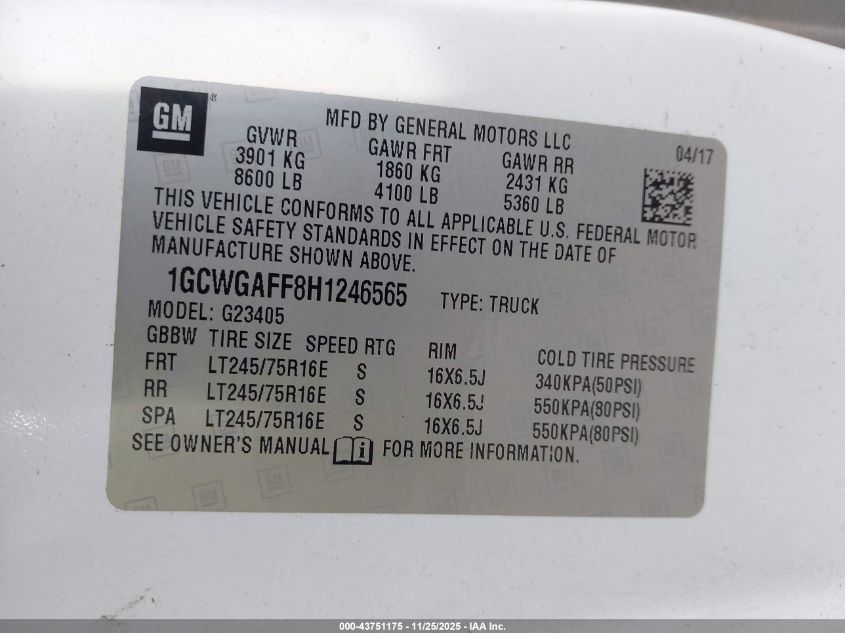 GM ®
MFD BY GENERAL MOTORS LLC
04/17
GVWR GAWR FRT GAWR RR
3901 KG 1860 KG 2431 KG
8600 LB 4100 LB 5360 LB
THIS VEHICLE CONFORMS TO ALL APPLICABLE U.S. FEDERAL MOTOR
VEHICLE SAFETY STANDARDS IN EFFECT ON THE DATE OF
MANUFACTURE SHOWN ABOVE.
1GCWGAFF8H1246565 TYPE: TRUCK
MODEL: G23405
GBBW TIRE SIZE SPEED RTG RIM COLD TIRE PRESSURE
FRT LT245/75R16E S 16X6.5J 340KPA(50PSI)
RR LT245/75R16E S 16X6.5J 550KPA(80PSI)
SPA LT245/75R16E S 16X6.5J 550KPA(80PSI)
SEE OWNER'S MANUAL i FOR MORE INFORMATION.
000-43751175 - 11/25/2025 - IAA Inc.